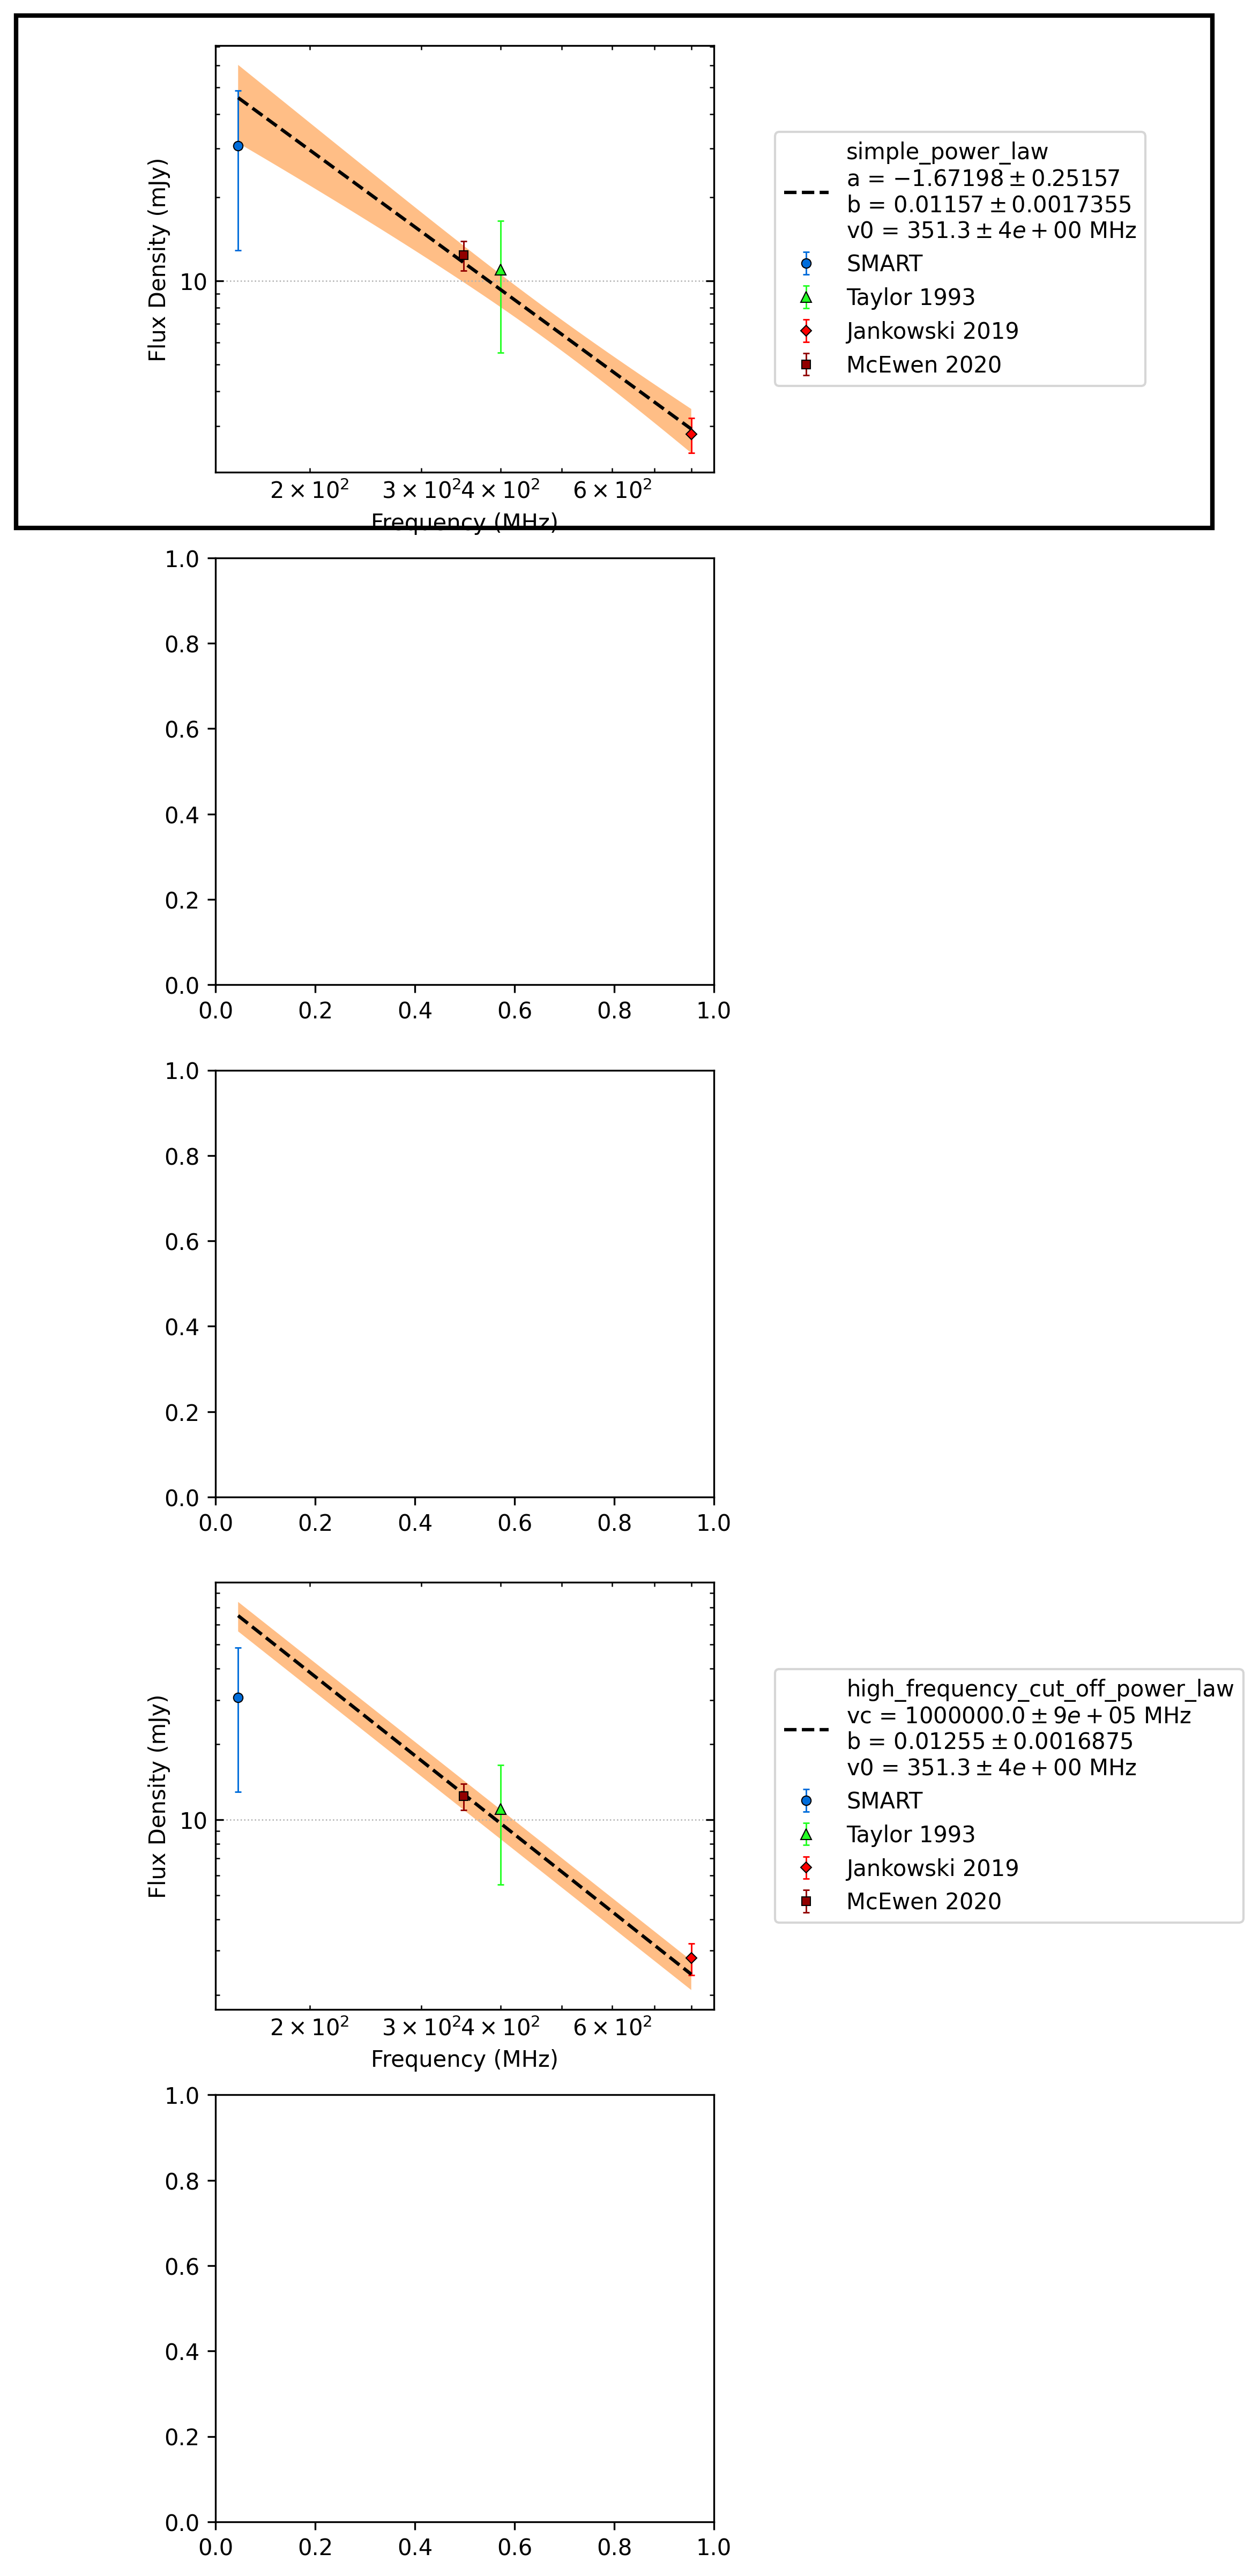 Flux Density (mJy)
10
2 × 10²
3 × 10²
4 × 10²
6 × 10²
Frequency (MHz)
simple_power_law
a = −1.67198 ± 0.25157
b = 0.01157 ± 0.0017355
v0 = 351.3 ± 4e + 00 MHz
SMART
Taylor 1993
Jankowski 2019
McEwen 2020
1.0
0.8
0.6
0.4
0.2
0.0
0.0 0.2 0.4 0.6 0.8 1.0
1.0
0.8
0.6
0.4
0.2
0.0
0.0 0.2 0.4 0.6 0.8 1.0
Flux Density (mJy)
10
2 × 10²
3 × 10²
4 × 10²
6 × 10²
Frequency (MHz)
high_frequency_cut_off_power_law
vc = 1000000.0 ± 9e + 05 MHz
b = 0.01255 ± 0.0016875
v0 = 351.3 ± 4e + 00 MHz
SMART
Taylor 1993
Jankowski 2019
McEwen 2020
1.0
0.8
0.6
0.4
0.2
0.0
0.0 0.2 0.4 0.6 0.8 1.0